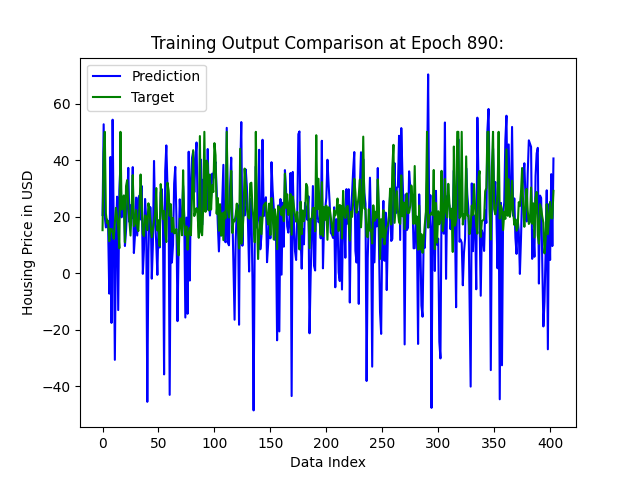 Training Output Comparison at Epoch 890:
Prediction
Target
Housing Price in USD
60
40
20
0
−20
−40
0 50 100 150 200 250 300 350 400
Data Index